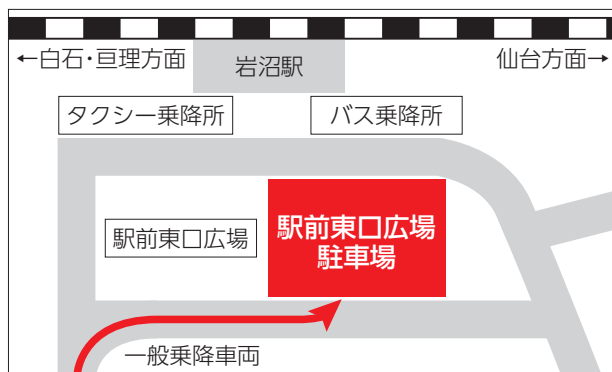 ←白石・亘理方面
岩沼駅
仙台方面→
タクシー乗降所
バス乗降所
駅前東口広場
駅前東口広場
駐車場
一般乗降車両